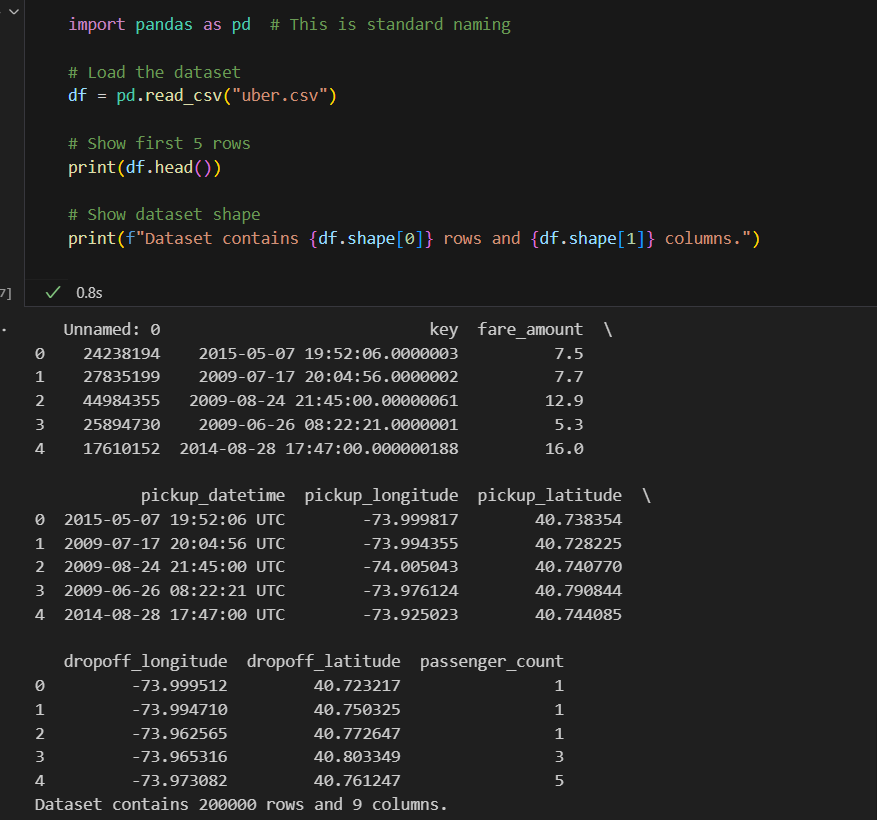 import pandas as pd  # This is standard naming
# Load the dataset
df = pd.read_csv("uber.csv")
# Show first 5 rows
print(df.head())
# Show dataset shape
print(f"Dataset contains {df.shape[0]} rows and {df.shape[1]} columns.")
7] ✓ 0.8s
   Unnamed: 0                            key  fare_amount  \
0    24238194    2015-05-07 19:52:06.0000003          7.5
1    27835199    2009-07-17 20:04:56.0000002          7.7
2    44984355   2009-08-24 21:45:00.00000061         12.9
3    25894730    2009-06-26 08:22:21.0000001          5.3
4    17610152  2014-08-28 17:47:00.000000188         16.0
           pickup_datetime  pickup_longitude  pickup_latitude  \
0  2015-05-07 19:52:06 UTC        -73.999817        40.738354
1  2009-07-17 20:04:56 UTC        -73.994355        40.728225
2  2009-08-24 21:45:00 UTC        -74.005043        40.740770
3  2009-06-26 08:22:21 UTC        -73.976124        40.790844
4  2014-08-28 17:47:00 UTC        -73.925023        40.744085
   dropoff_longitude  dropoff_latitude  passenger_count
0         -73.999512         40.723217                1
1         -73.994710         40.750325                1
2         -73.962565         40.772647                1
3         -73.965316         40.803349                3
4         -73.973082         40.761247                5
Dataset contains 200000 rows and 9 columns.